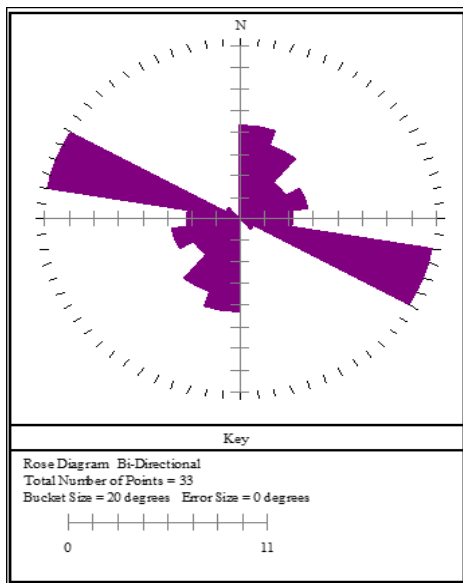 N
Key
Rose Diagram Bi-Directional
Total Number of Points = 33
Bucket Size = 20 degrees Error Size = 0 degrees
0 11